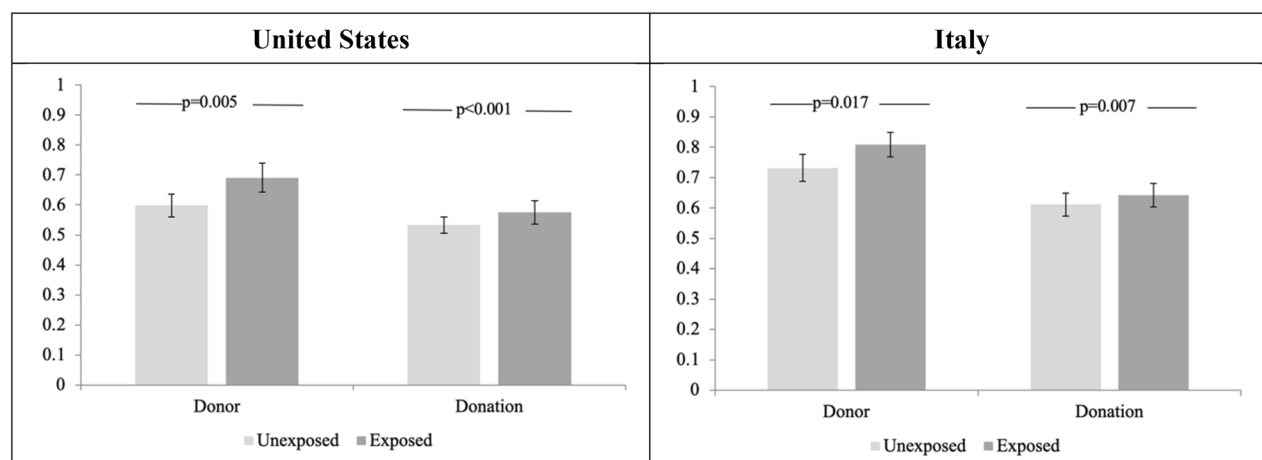 United States
Italy
p=0.005
p<0.001
1
0.9
0.8
0.7
0.6
0.5
0.4
0.3
0.2
0.1
0
Donor
Donation
Unexposed
Exposed
p=0.017
p=0.007
1
0.9
0.8
0.7
0.6
0.5
0.4
0.3
0.2
0.1
0
Donor
Donation
Unexposed
Exposed